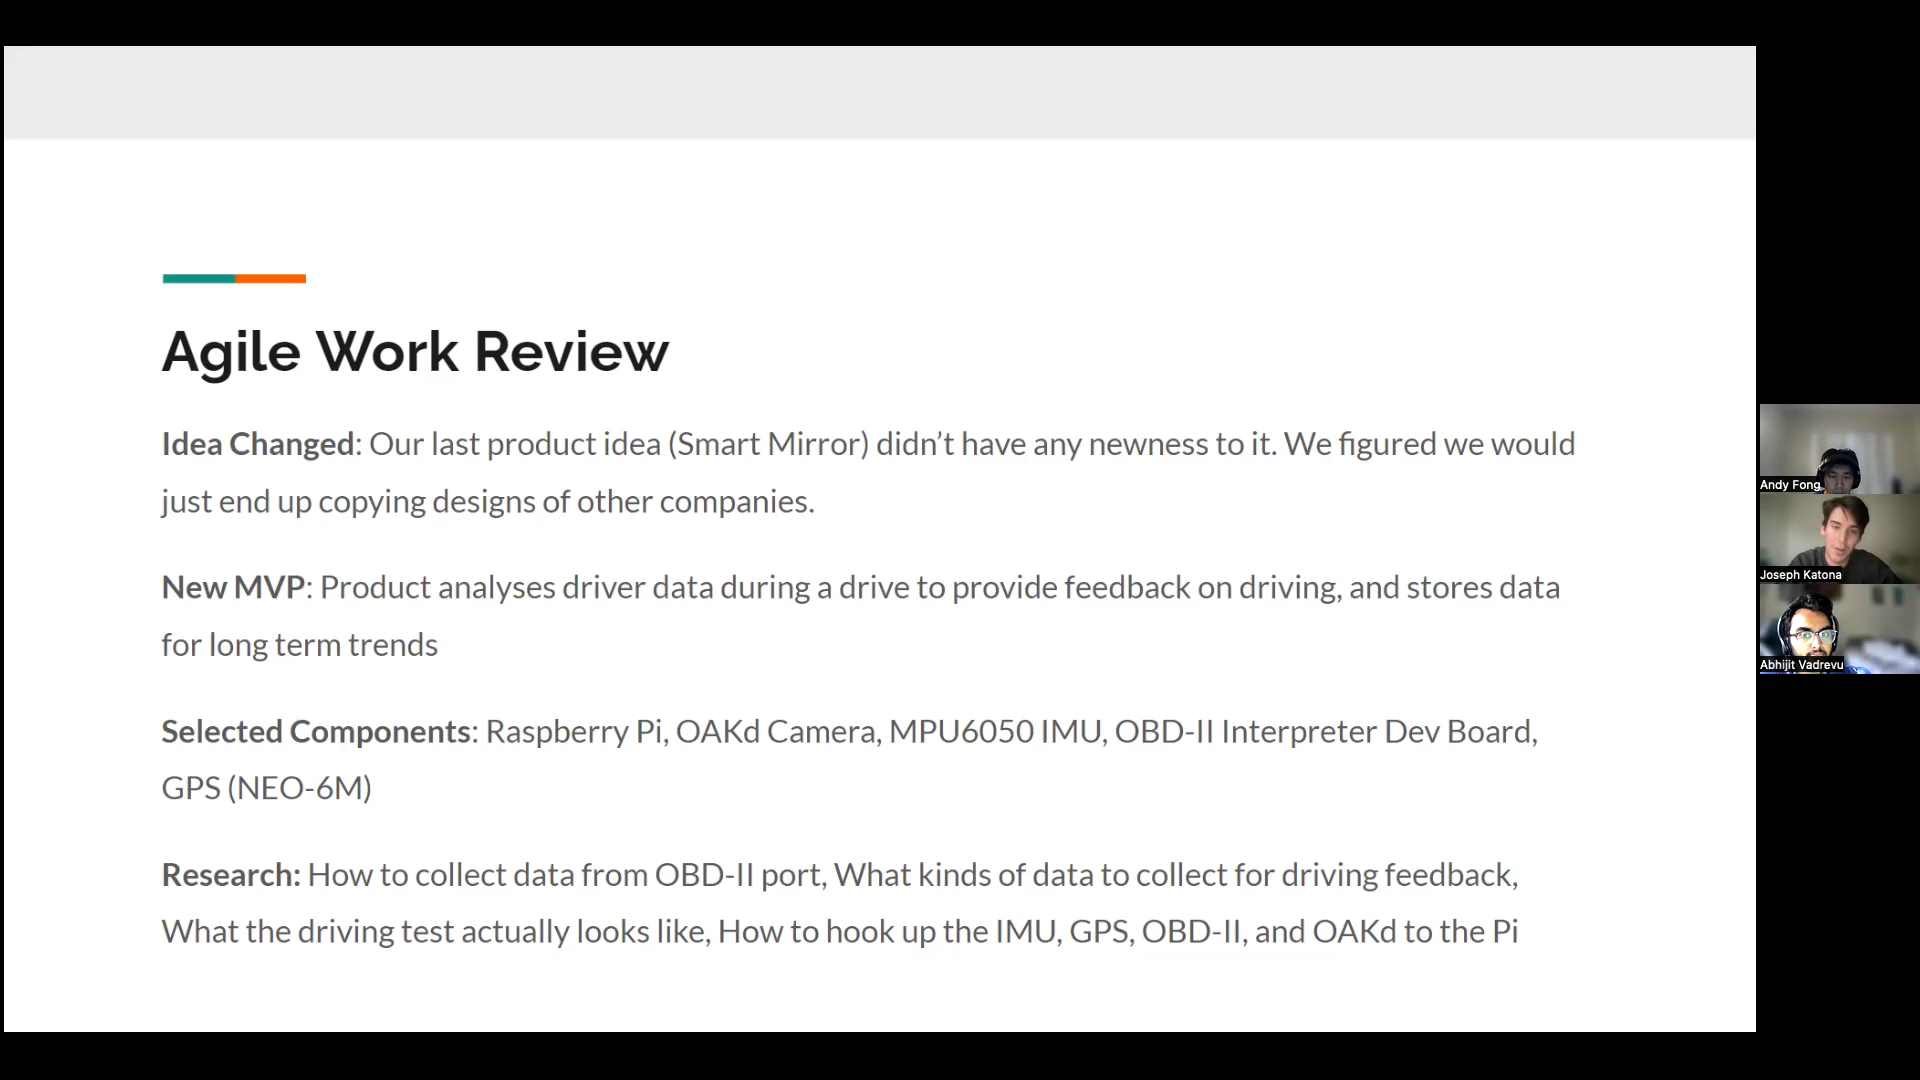 Agile Work Review
Idea Changed: Our last product idea (Smart Mirror) didn’t have any newness to it. We figured we would
just end up copying designs of other companies.
New MVP: Product analyses driver data during a drive to provide feedback on driving, and stores data
for long term trends
Selected Components: Raspberry Pi, OAKd Camera, MPU6050 IMU, OBD-II Interpreter Dev Board,
GPS (NEO-6M)
Research: How to collect data from OBD-II port, What kinds of data to collect for driving feedback,
What the driving test actually looks like, How to hook up the IMU, GPS, OBD-II, and OAKd to the Pi
Andy Fong
Joseph Katona
Abhijit Vadrevu